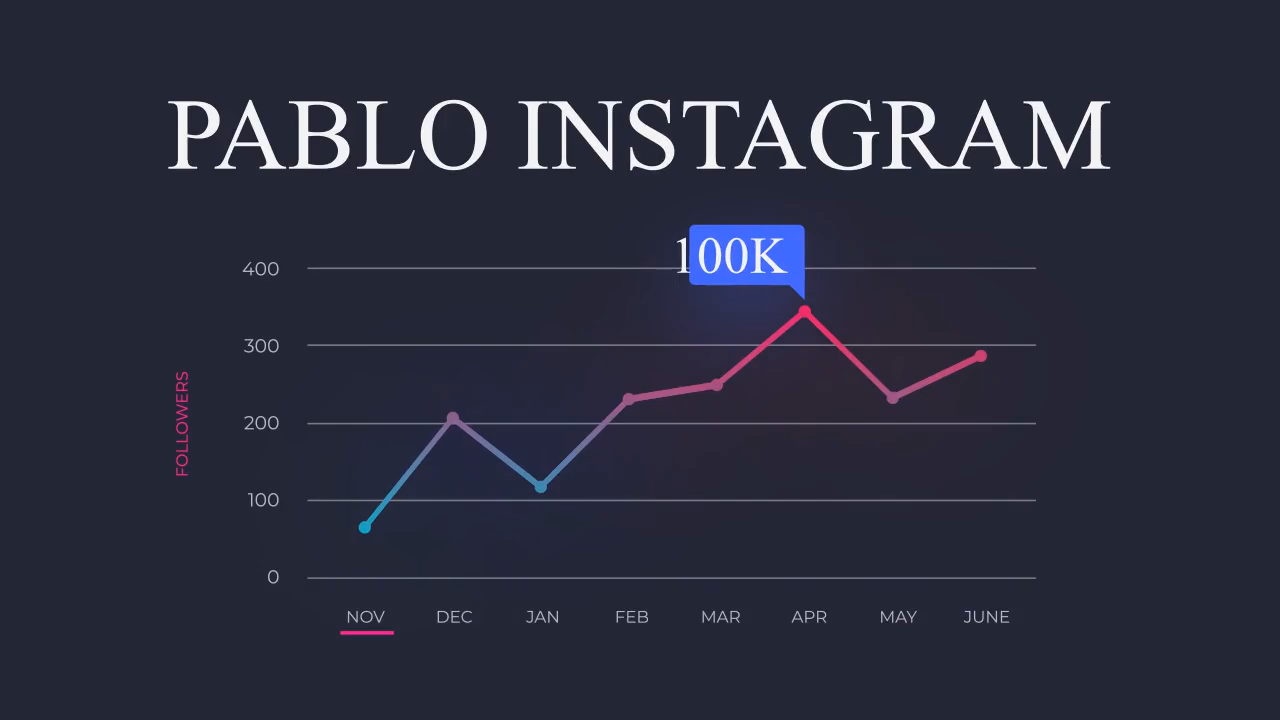 PABLO INSTAGRAM
100K
400
300
200
100
0
FOLLOWERS
NOV DEC JAN FEB MAR APR MAY JUNE